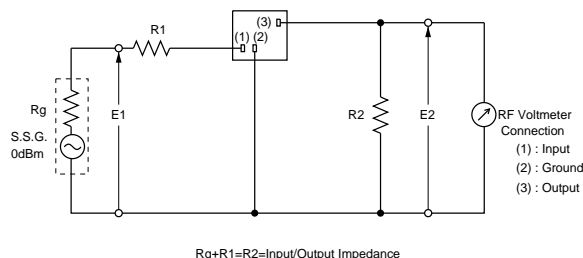 (3)
R1
(1)
(2)
Rg
S.S.G.
0dBm
E1
R2
E2
RF Voltmeter
Connection
(1) : Input
(2) : Ground
(3) : Output
Rg+R1=R2=Input/Output Impedance